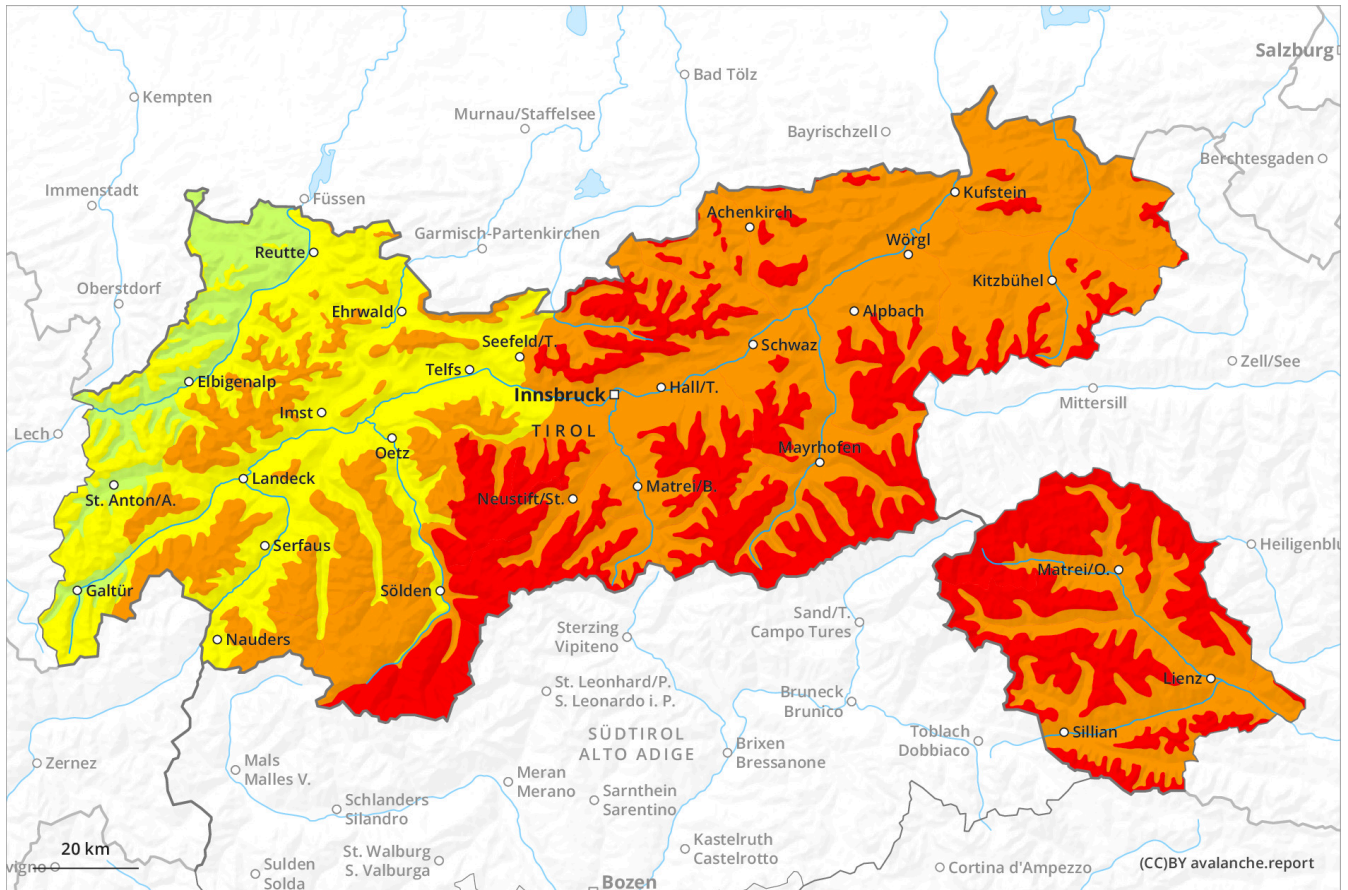 Salzburg
Bad Tölz
Kempten
Murnau/Staffelsee
Bayrischzell
Berchtesgaden
Immenstadt
Füssen
Kufstein
Achenkirch
Garmisch-Partenkirchen
Wörgl
Reutte
Oberstdorf
Kitzbühel
Ehrwald
Alpbach
Seefeld/T.
Schwaz
Zell/See
Telfs
Elbigenalp
Hall/T.
Innsbruck
Mittersill
Imst
Lech
TIROL
Mayrhofen
Oetz
Landeck
Matrei/B.
St. Anton/A.
Neustift/St.
Serfaus
Matrei/O.
Galtür
Sölden
Sand/T.
Campo Tures
Sterzing
Vipiteno
Nauders
Lienz
St. Leonhard/P.
S. Leonardo i. P.
Bruneck
Brunico
Sillian
SÜDTIROL
ALTO ADIGE
Toblach
Dobbiaco
Brixen
Bressanone
Zernez
Mals
Malles V.
Meran
Merano
Sarnthein
Sarentino
Schlanders
Silandro
20 km
St. Walburg
S. Valburga
Kastelruth
Castelrotto
Cortina d'Ampezzo
(CC)BY avalanche.report
Sulden
Solda
Bozen